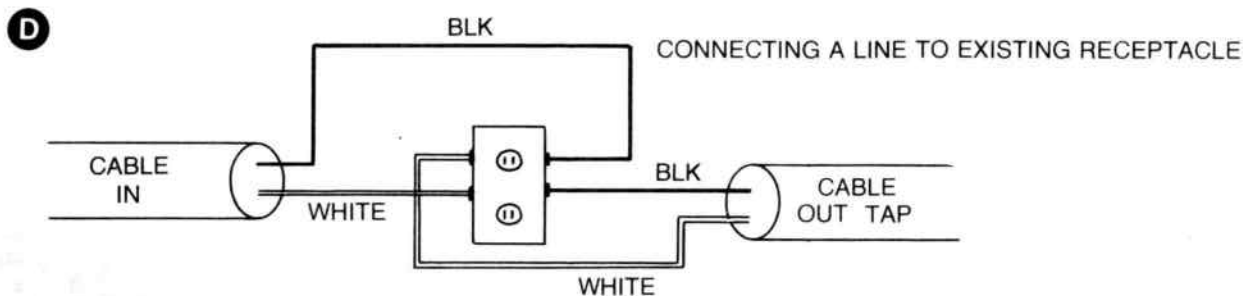 D
BLK
CONNECTING A LINE TO EXISTING RECEPTACLE
CABLE
IN
WHITE
BLK
CABLE
OUT TAP
WHITE